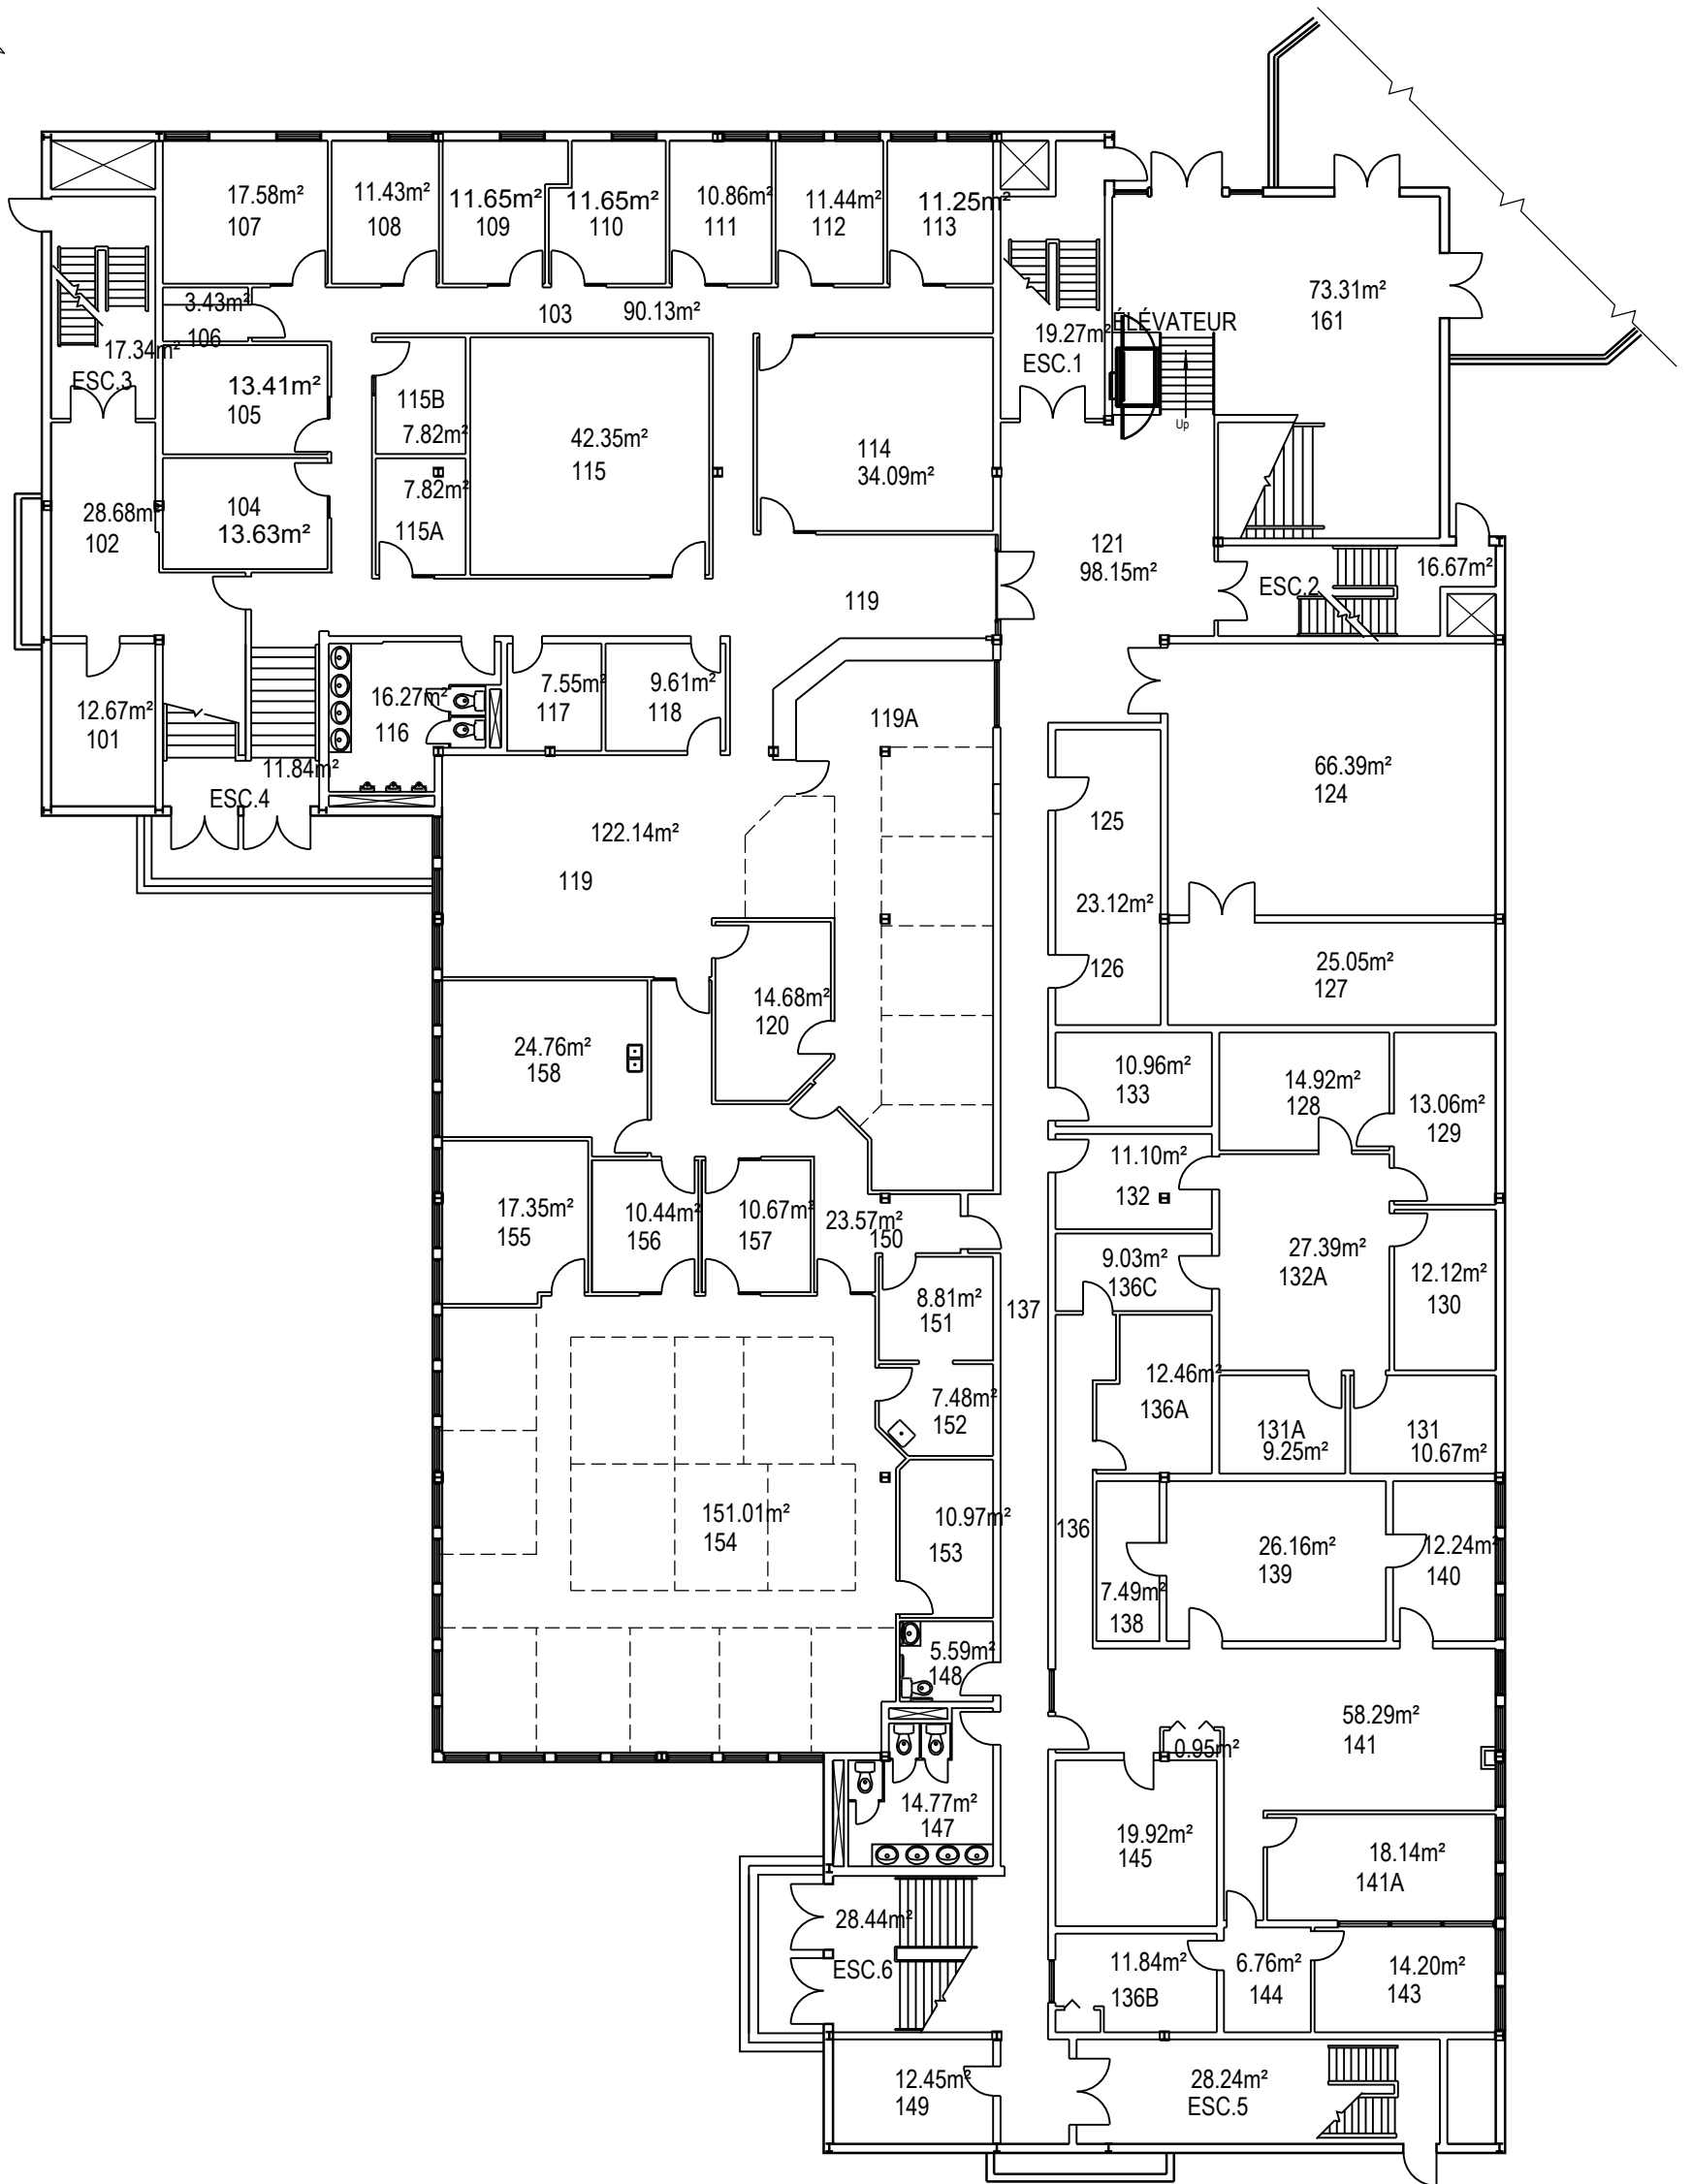 17.58m²
107
11.43m²
108
11.65m²
109
11.65m²
110
10.86m²
111
11.44m²
112
11.25m²
113
3.43m²
106
103
90.13m²
17.34m²
ESC.3
13.41m²
105
115B
7.82m²
42.35m²
115
114
34.09m²
19.27m²
ESC.1
ÉLÉVATEUR
Up
73.31m²
161
28.68m²
102
104
13.63m²
7.82m²
115A
121
98.15m²
ESC.2
16.67m²
119
12.67m²
101
11.84m²
ESC.4
16.27m²
116
7.55m²
117
9.61m²
118
119A
66.39m²
124
125
23.12m²
126
122.14m²
119
25.05m²
127
14.68m²
120
24.76m²
158
10.96m²
133
14.92m²
128
13.06m²
129
11.10m²
132
17.35m²
155
10.44m²
156
10.67m²
157
23.57m²
150
9.03m²
136C
27.39m²
132A
12.12m²
130
8.81m²
151
137
12.46m²
136A
7.48m²
152
131A
9.25m²
131
10.67m²
151.01m²
154
10.97m²
153
136
26.16m²
139
12.24m²
140
7.49m²
138
5.59m²
148
58.29m²
141
0.95m²
14.77m²
147
19.92m²
145
18.14m²
141A
28.44m²
ESC.6
11.84m²
136B
6.76m²
144
14.20m²
143
12.45m²
149
28.24m²
ESC.5